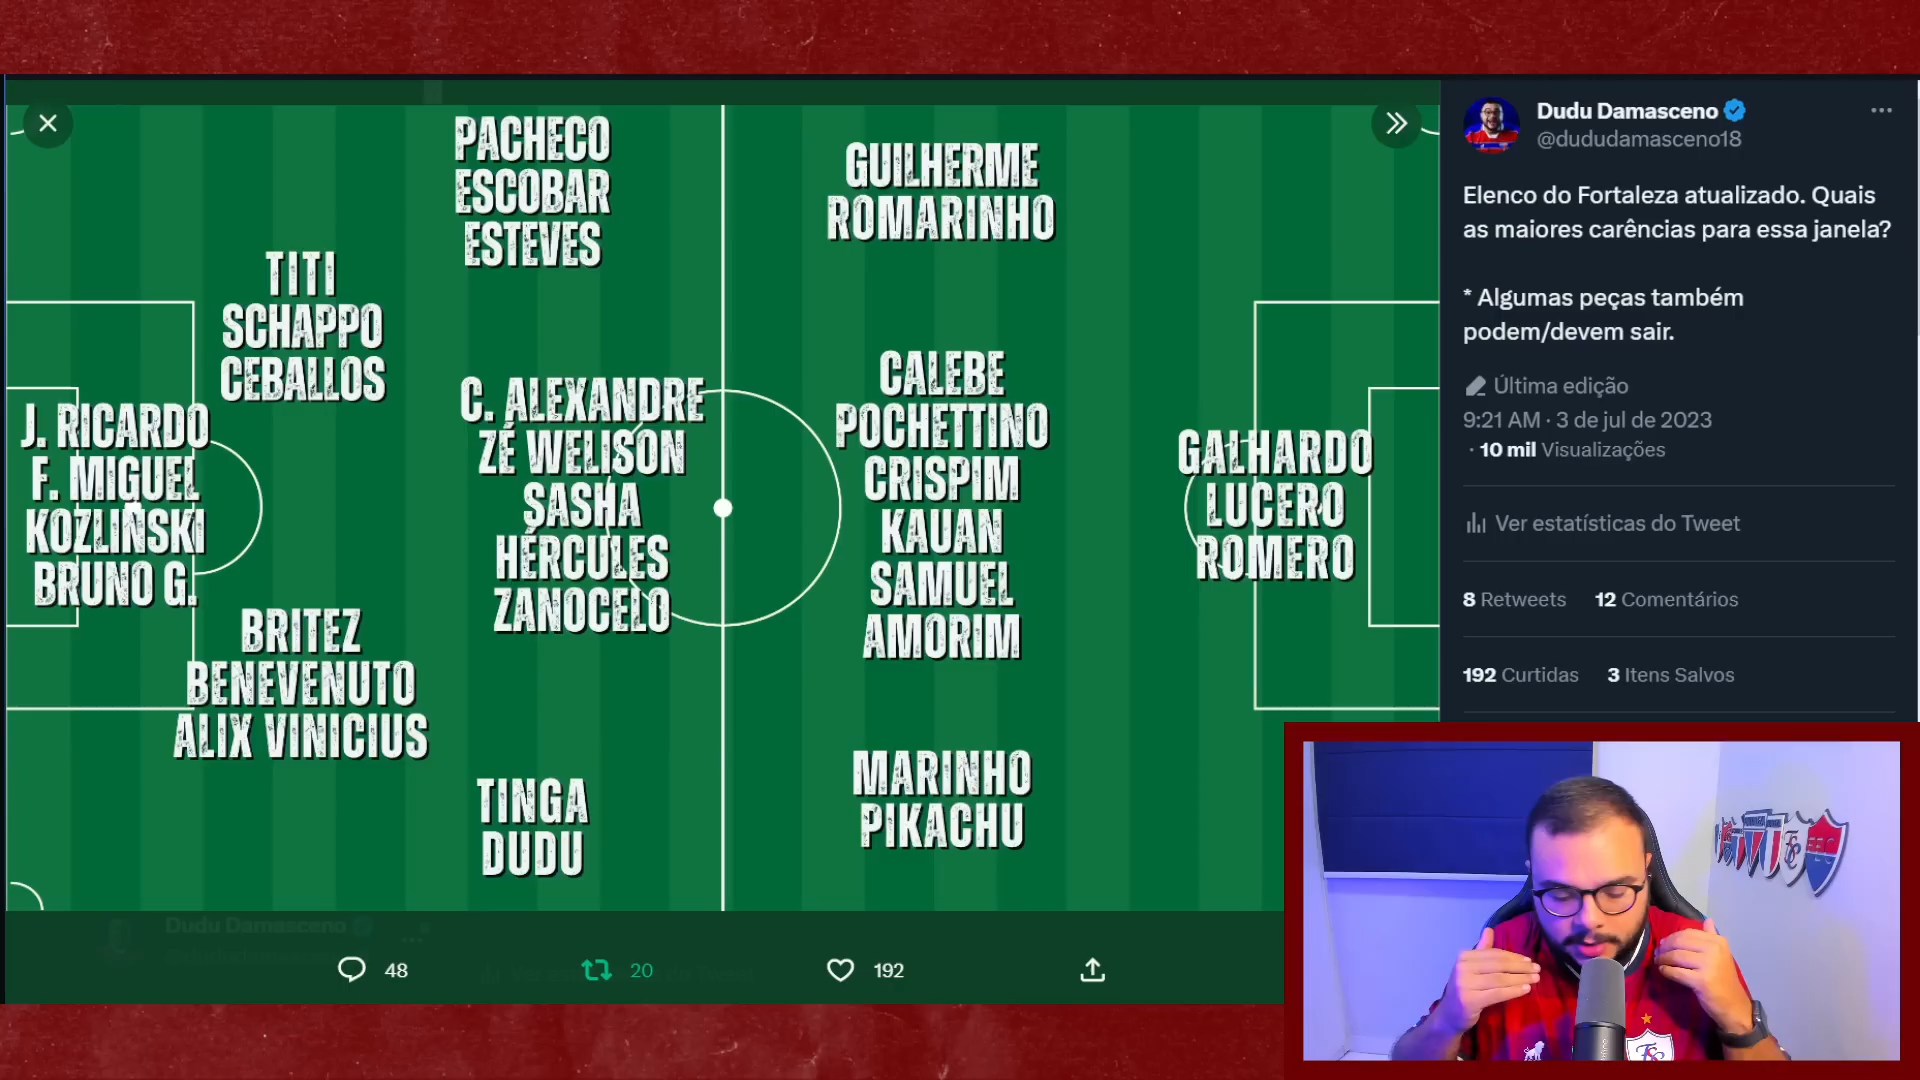 PACHECO
ESCOBAR
ESTEVES
GUILHERME
ROMARINHO
TITI
SCHAPPO
CEBALLOS
J. RICARDO
F. MIGUEL
KOZLINSKI
BRUNO G.
C. ALEXANDRE
ZÉ WELISON
SASHA
HÉRCULES
ZANOCELO
CALEBE
POCHETTINO
CRISPIM
KAUAN
SAMUEL
AMORIM
GALHARDO
LUCERO
ROMERO
BRITEZ
BENEVENUTO
ALIX VINICIUS
TINGA
DUDU
MARINHO
PIKACHU
48
20
192
Dudu Damasceno
@dududamasceno18
Elenco do Fortaleza atualizado. Quais
as maiores carências para essa janela?
* Algumas peças também
podem/devem sair.
Última edição
9:21 AM · 3 de jul de 2023
· 10 mil Visualizações
Ver estatísticas do Tweet
8 Retweets 12 Comentários
192 Curtidas 3 Itens Salvos
Dudu Damasceno